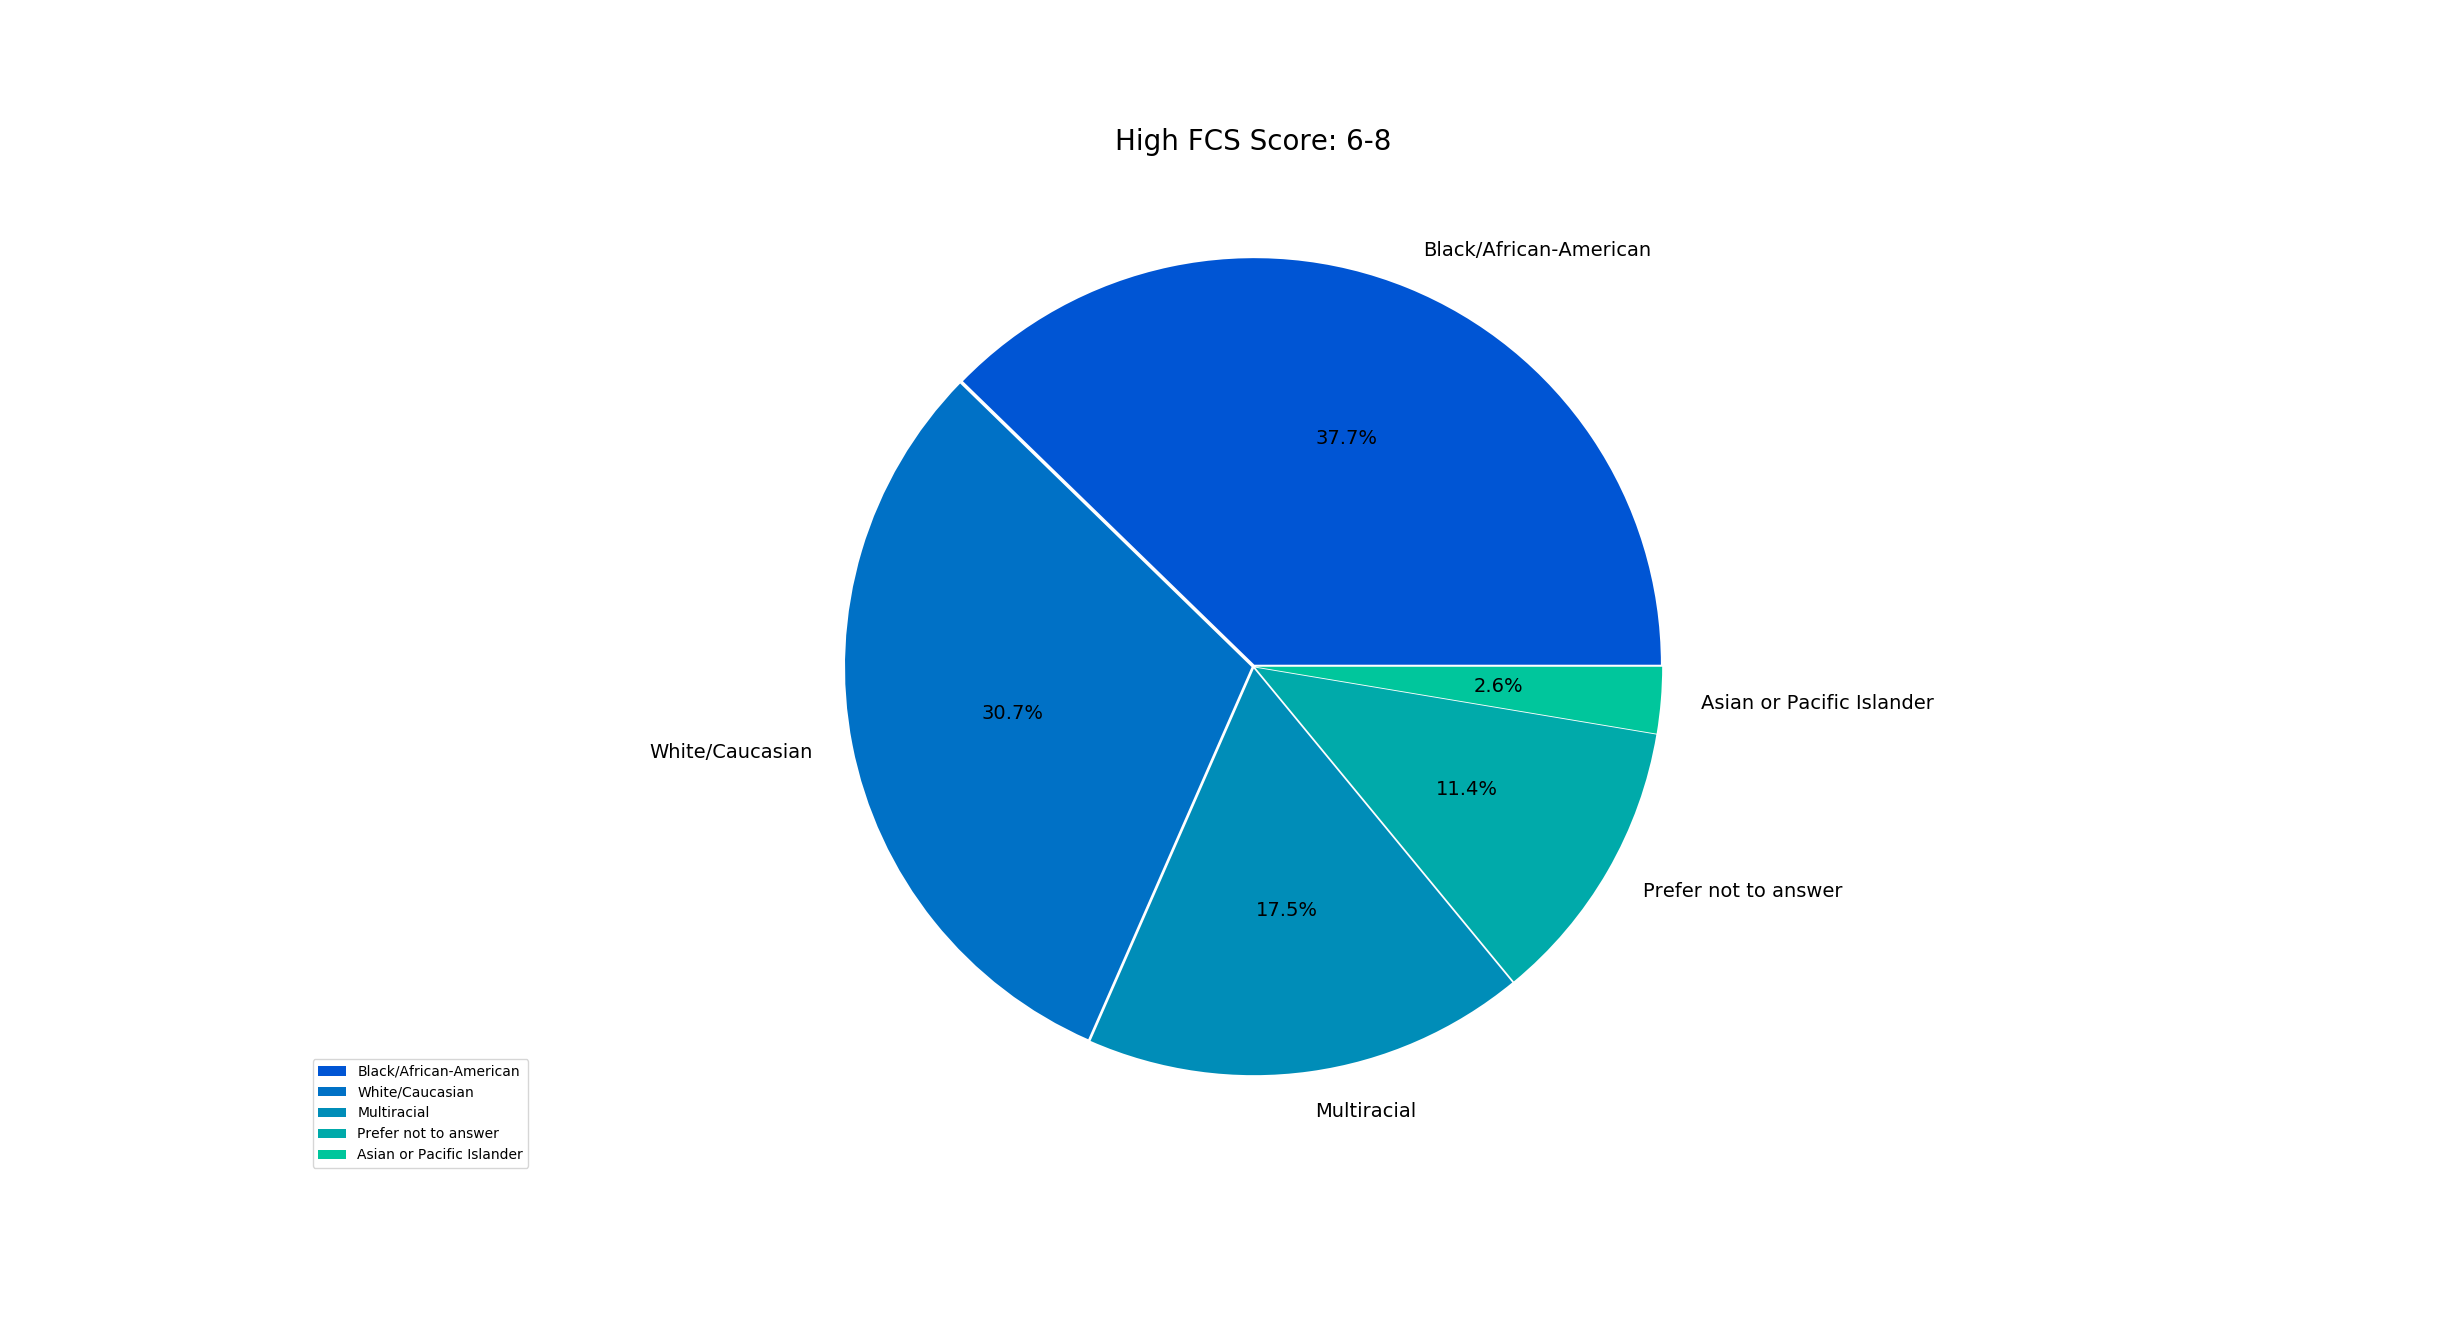 High FCS Score: 6-8
Black/African-American
37.7%
2.6%
Asian or Pacific Islander
30.7%
White/Caucasian
11.4%
Prefer not to answer
17.5%
Multiracial
Black/African-American
White/Caucasian
Multiracial
Prefer not to answer
Asian or Pacific Islander